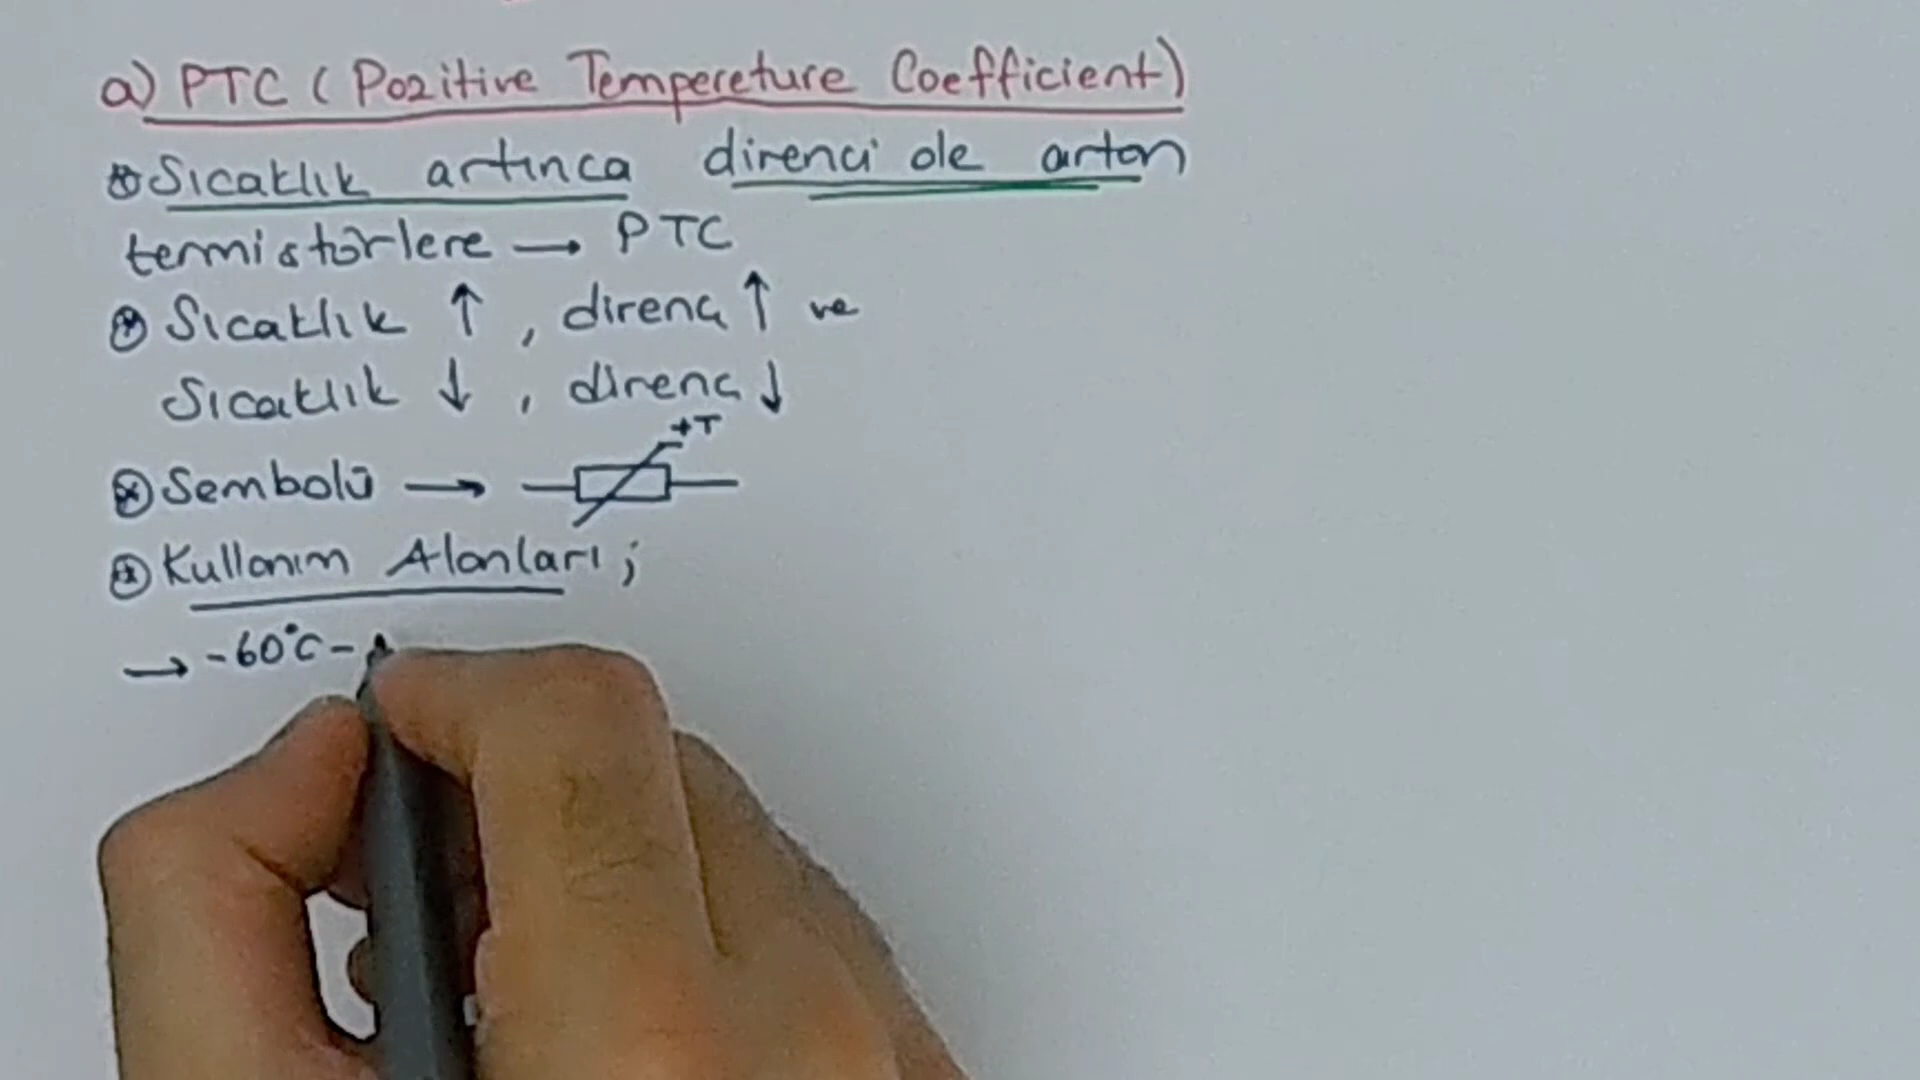 a) PTC ( Pozitive Tempereture Coefficient)
Sıcaklık artınca direnci de artan
termistörlere → PTC
Sıcaklık ↑ , direnç ↑ ve
Sıcaklık ↓ , direnç ↓
+T
Sembolü →
Kullanım Alanları ;
→ -60°C -